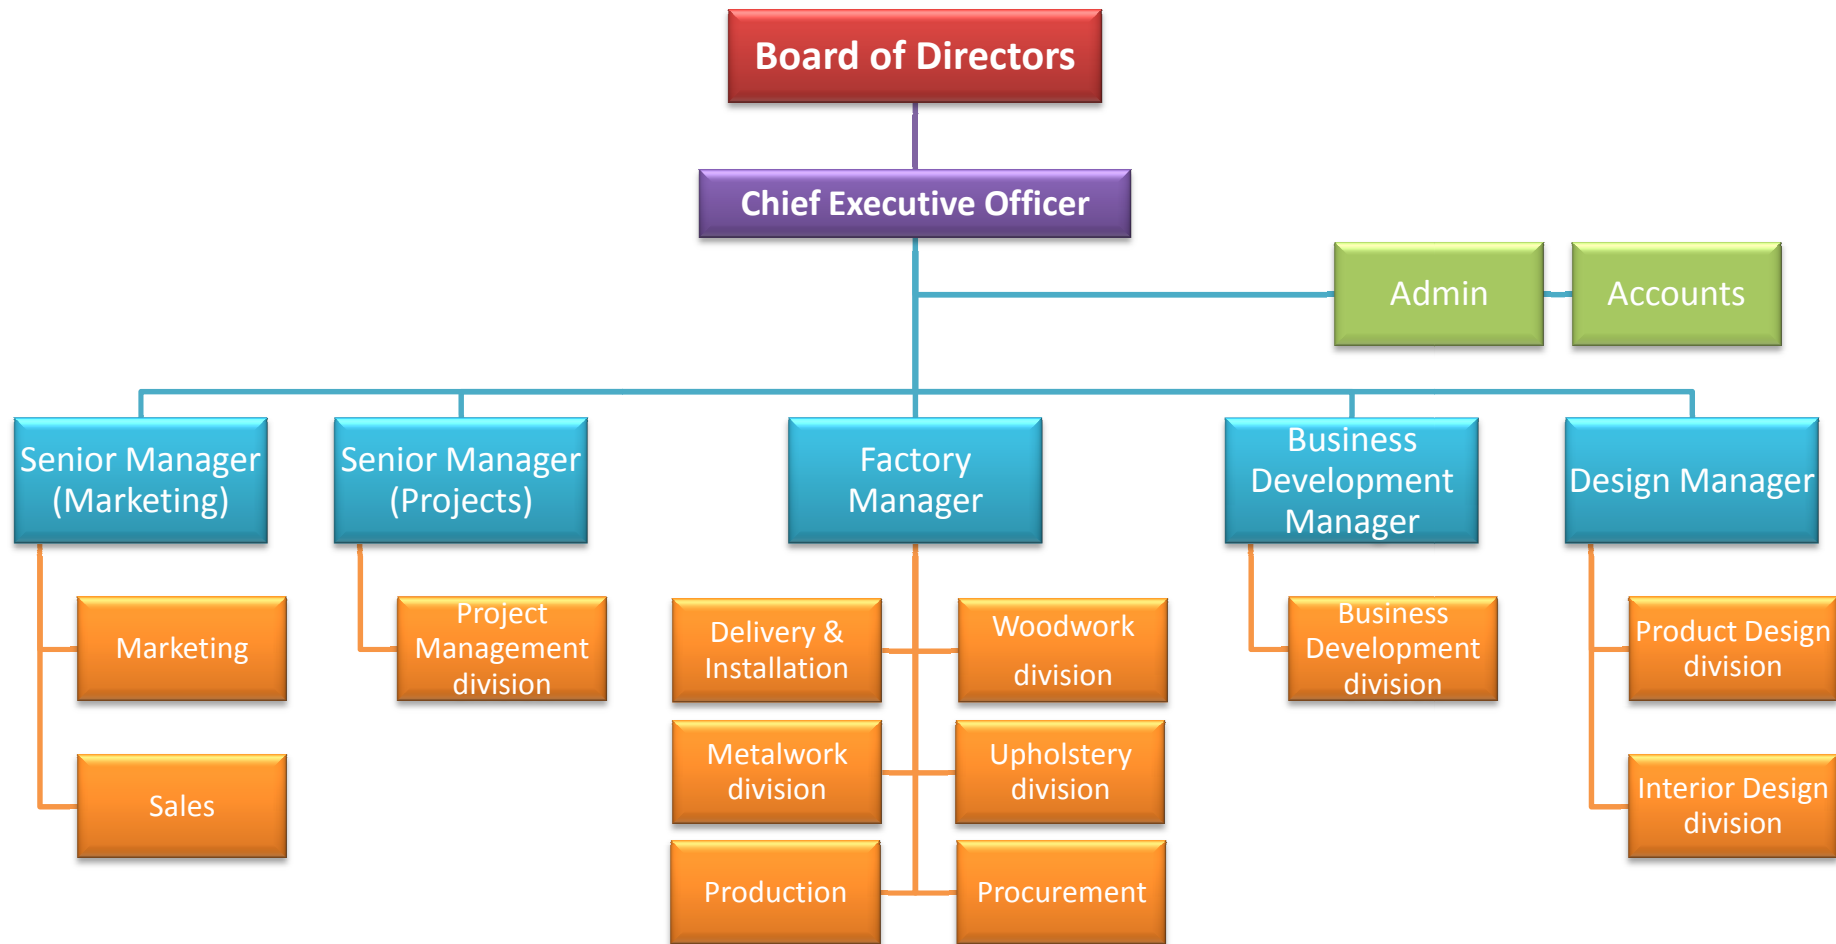 Board of Directors
Chief Executive Officer
Admin
Accounts
Senior Manager
(Marketing)
Senior Manager
(Projects)
Factory
Manager
Business
Development
Manager
Design Manager
Marketing
Sales
Project
Management
division
Delivery &
Installation
Woodwork
division
Metalwork
division
Upholstery
division
Production
Procurement
Business
Development
division
Product Design
division
Interior Design
division